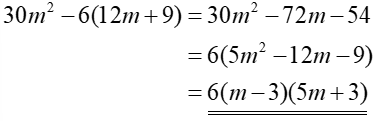 30m² − 6(12m + 9) = 30m² − 72m − 54
= 6(5m² − 12m − 9)
= 6(m − 3)(5m + 3)